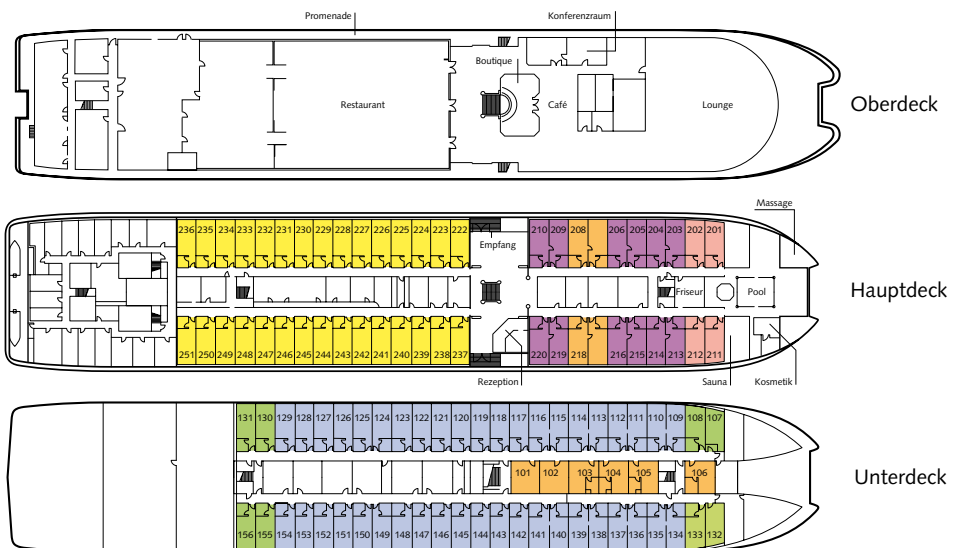 Promenade
Konferenzraum
Boutique
Restaurant
Café
Lounge
Oberdeck
Massage
236 235 234 233 232 231 230 229 228 227 226 225 224 223 222
210 209 208 206 205 204 203 202 201
Empfang
Friseur
Pool
Hauptdeck
251 250 249 248 247 246 245 244 243 242 241 240 239 238 237
220 219 218 216 215 214 213 212 211
Rezeption
Sauna
Kosmetik
131 130 129 128 127 126 125 124 123 122 121 120 119 118 117 116 115 114 113 112 111 110 109 108 107
101 102 103 104 105 106
Unterdeck
156 155 154 153 152 151 150 149 148 147 146 145 144 143 142 141 140 139 138 137 136 135 134 133 132